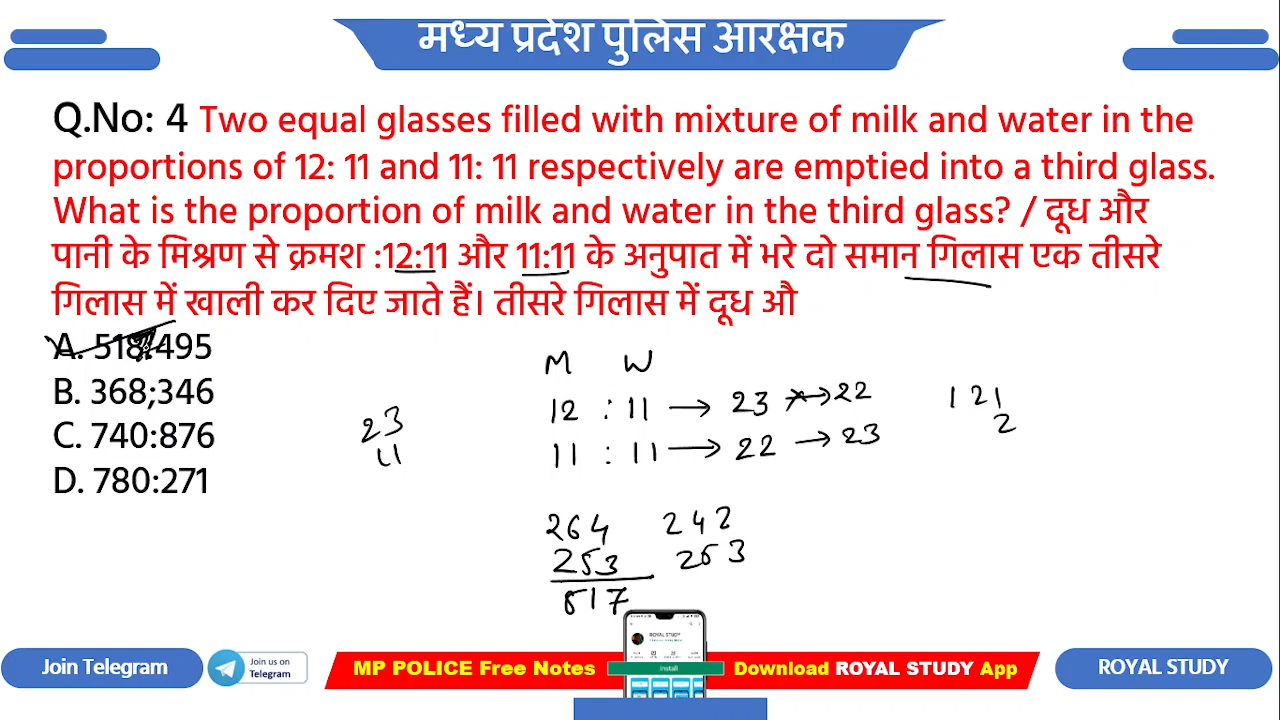 मध्य प्रदेश पुलिस आरक्षक
Q.No: 4 Two equal glasses filled with mixture of milk and water in the
proportions of 12: 11 and 11: 11 respectively are emptied into a third glass.
What is the proportion of milk and water in the third glass? / दूध और
पानी के मिश्रण से क्रमश :12:11 और 11:11 के अनुपात में भरे दो समान गिलास एक तीसरे
गिलास में खाली कर दिए जाते हैं। तीसरे गिलास में दूध औ
A. 518:495
B. 368;346
C. 740:876
D. 780:271
M W
12 : 11 → 23 → 22
11 : 11 → 22 → 23
23
11
121
2
264 242
253 253
517
Join Telegram
Join us on
Telegram
MP POLICE Free Notes
ROYAL STUDY
Install
Download ROYAL STUDY App
ROYAL STUDY